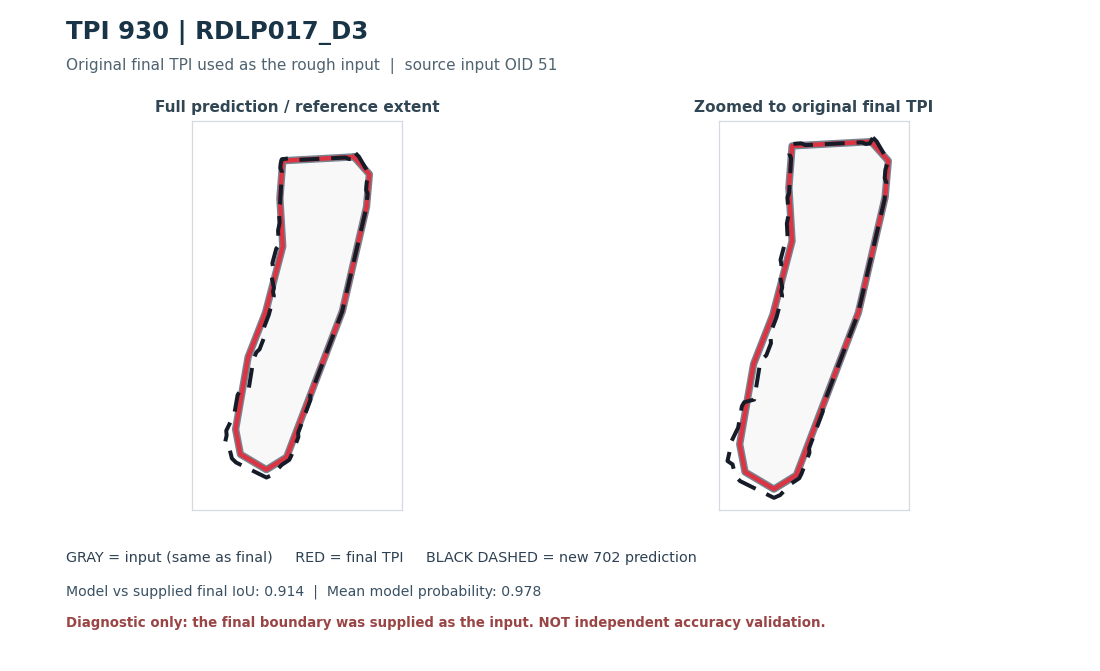 TPI 930 | RDLP017_D3
Original final TPI used as the rough input | source input OID 51
Full prediction / reference extent
Zoomed to original final TPI
GRAY = input (same as final) RED = final TPI BLACK DASHED = new 702 prediction
Model vs supplied final IoU: 0.914 | Mean model probability: 0.978
Diagnostic only: the final boundary was supplied as the input. NOT independent accuracy validation.